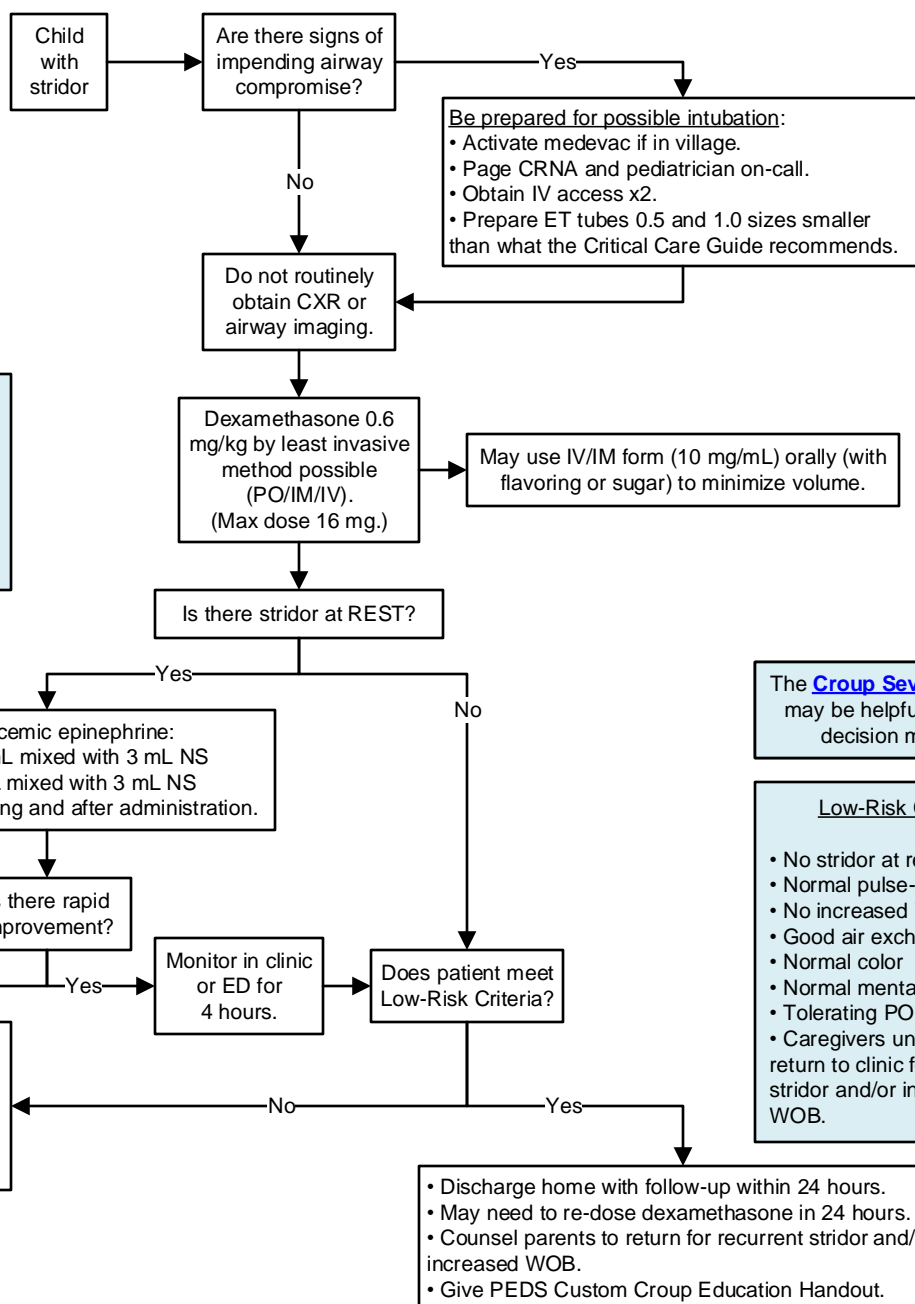 Child
with
stridor
Are there signs of
impending airway
compromise?
Yes
Be prepared for possible intubation:
• Activate medevac if in village.
• Page CRNA and pediatrician on-call.
• Obtain IV access x2.
• Prepare ET tubes 0.5 and 1.0 sizes smaller
than what the Critical Care Guide recommends.
No
Do not routinely
obtain CXR or
airway imaging.
Dexamethasone 0.6
mg/kg by least invasive
method possible
(PO/IM/IV).
(Max dose 16 mg.)
May use IV/IM form (10 mg/mL) orally (with
flavoring or sugar) to minimize volume.
Is there stridor at REST?
Yes
No
The Croup Sev
may be helpfu
decision m
cemic epinephrine:
L mixed with 3 mL NS
mixed with 3 mL NS
ing and after administration.
Low-Risk
• No stridor at re
• Normal pulse-
• No increased
• Good air exch
• Normal color
• Normal menta
• Tolerating PO
• Caregivers un
return to clinic f
stridor and/or in
WOB.
there rapid
provement?
Yes
Monitor in clinic
or ED for
4 hours.
Does patient meet
Low-Risk Criteria?
No
Yes
• Discharge home with follow-up within 24 hours.
• May need to re-dose dexamethasone in 24 hours.
• Counsel parents to return for recurrent stridor and/
increased WOB.
• Give PEDS Custom Croup Education Handout.